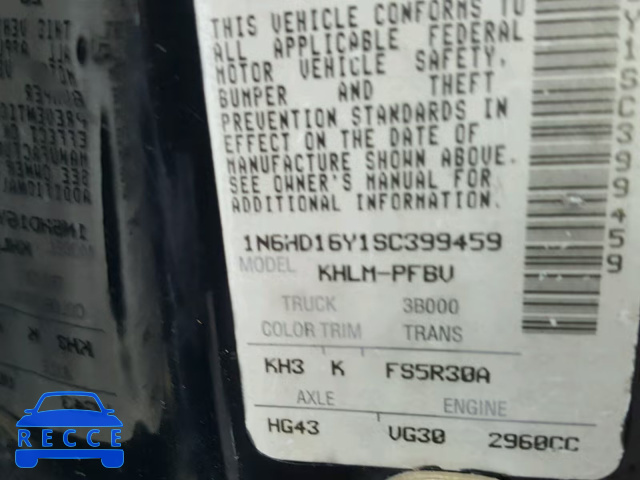 THIS VEHICLE CONFORMS TO
ALL APPLICABLE FEDERAL
MOTOR VEHICLE SAFETY,
BUMPER AND THEFT
PREVENTION STANDARDS IN
EFFECT ON THE DATE OF
MANUFACTURE SHOWN ABOVE.
SEE OWNER'S MANUAL FOR
ADDITIONAL INFORMATION.
1N6HD16Y1SC399459
MODEL KHLM-PFBV
TRUCK 3B000
COLOR TRIM TRANS
KH3 K FS5R30A
AXLE ENGINE
HG43 VG30 2960CC
Y1SC399459